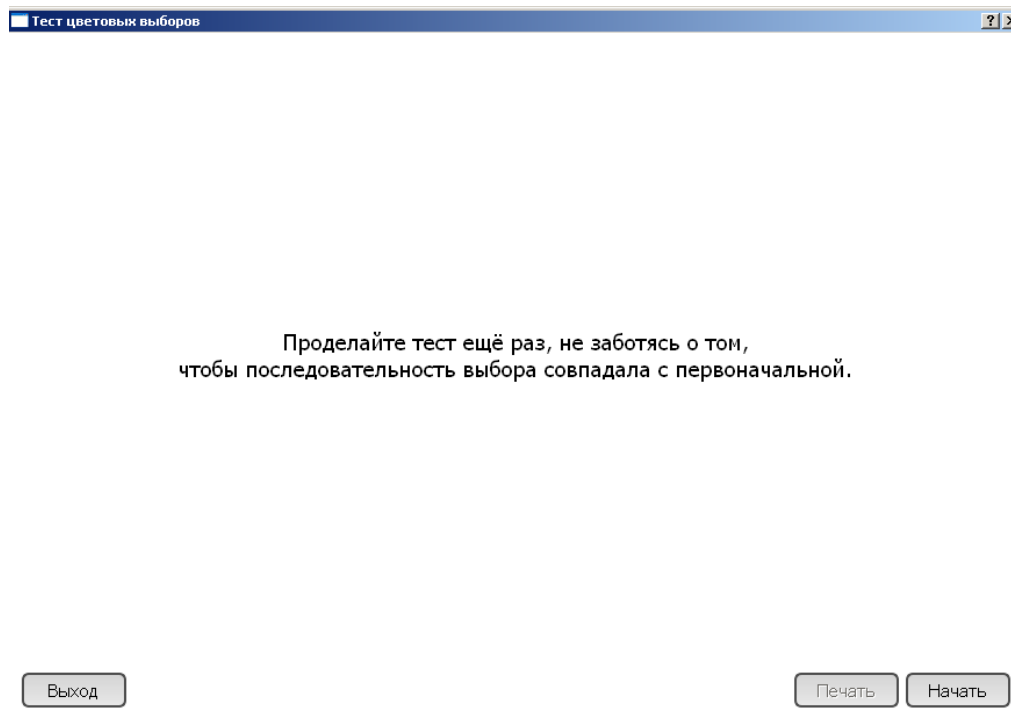 Тест цветовых выборов
Проделайте тест ещё раз, не заботясь о том,
чтобы последовательность выбора совпадала с первоначальной.
Выход
Печать
Начать